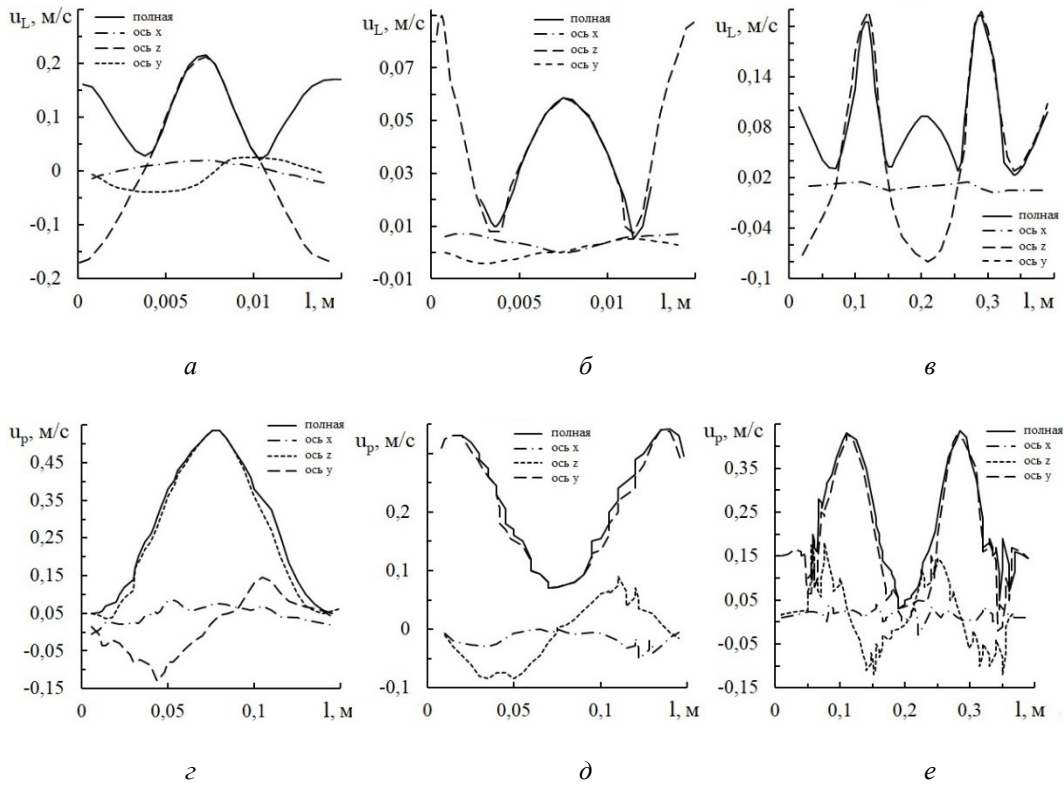 u_L, м/с
0,2
0,1
0
-0,1
-0,2
полная
ось x
ось z
ось y
0
0,005
0,01
l, м
а
u_L, м/с
0,07
0,05
0,03
0,01
-0,01
полная
ось x
ось z
ось y
0
0,005
0,01
l, м
б
u_L, м/с
0,14
0,08
0,02
-0,04
-0,1
полная
ось x
ось z
ось y
0
0,1
0,2
0,3
l, м
в
u_p, м/с
0,45
0,35
0,25
0,15
0,05
-0,05
-0,15
полная
ось x
ось z
ось y
0
0,05
0,1
l, м
г
u_p, м/с
0,2
0,1
0
-0,1
полная
ось x
ось z
ось y
0
0,05
0,1
l, м
д
u_p, м/с
0,35
0,25
0,15
0,05
-0,05
-0,15
полная
ось x
ось z
ось y
0
0,1
0,2
0,3
l, м
е